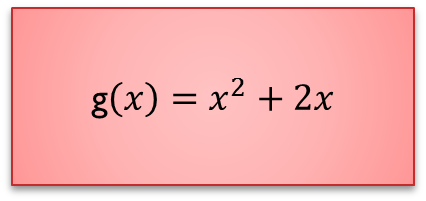 g(x) = x² + 2x